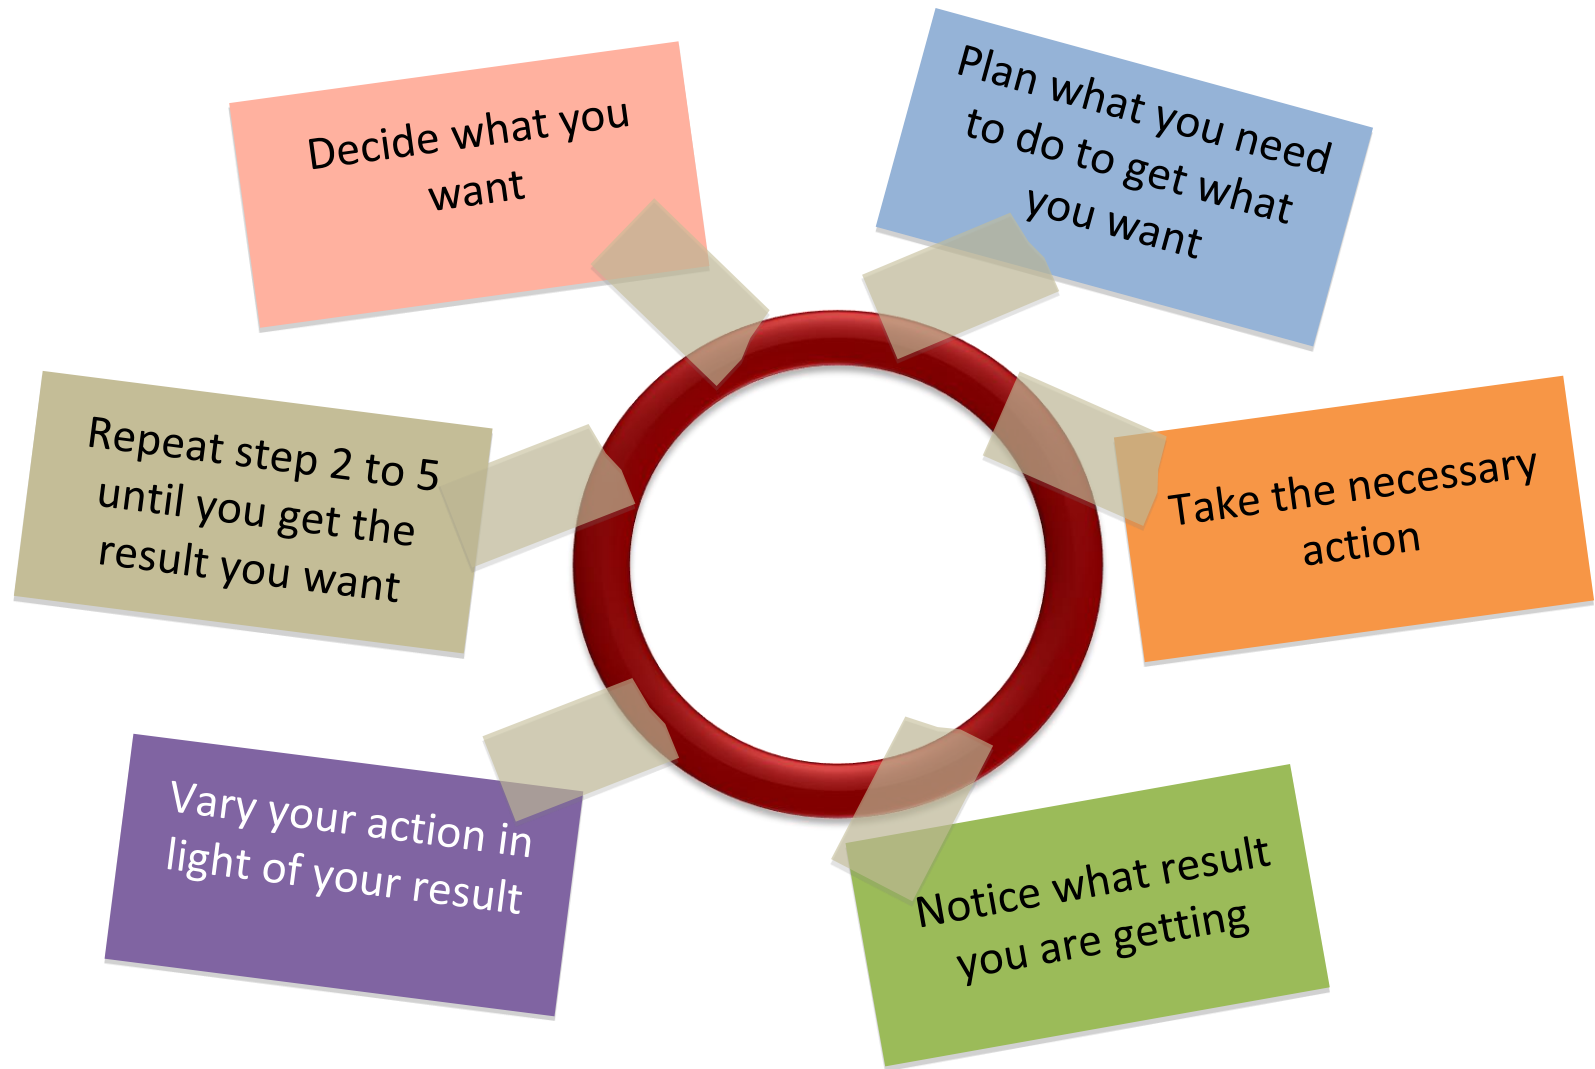 Decide what you
want
Plan what you need
to do to get what
you want
Take the necessary
action
Notice what result
you are getting
Vary your action in
light of your result
Repeat step 2 to 5
until you get the
result you want